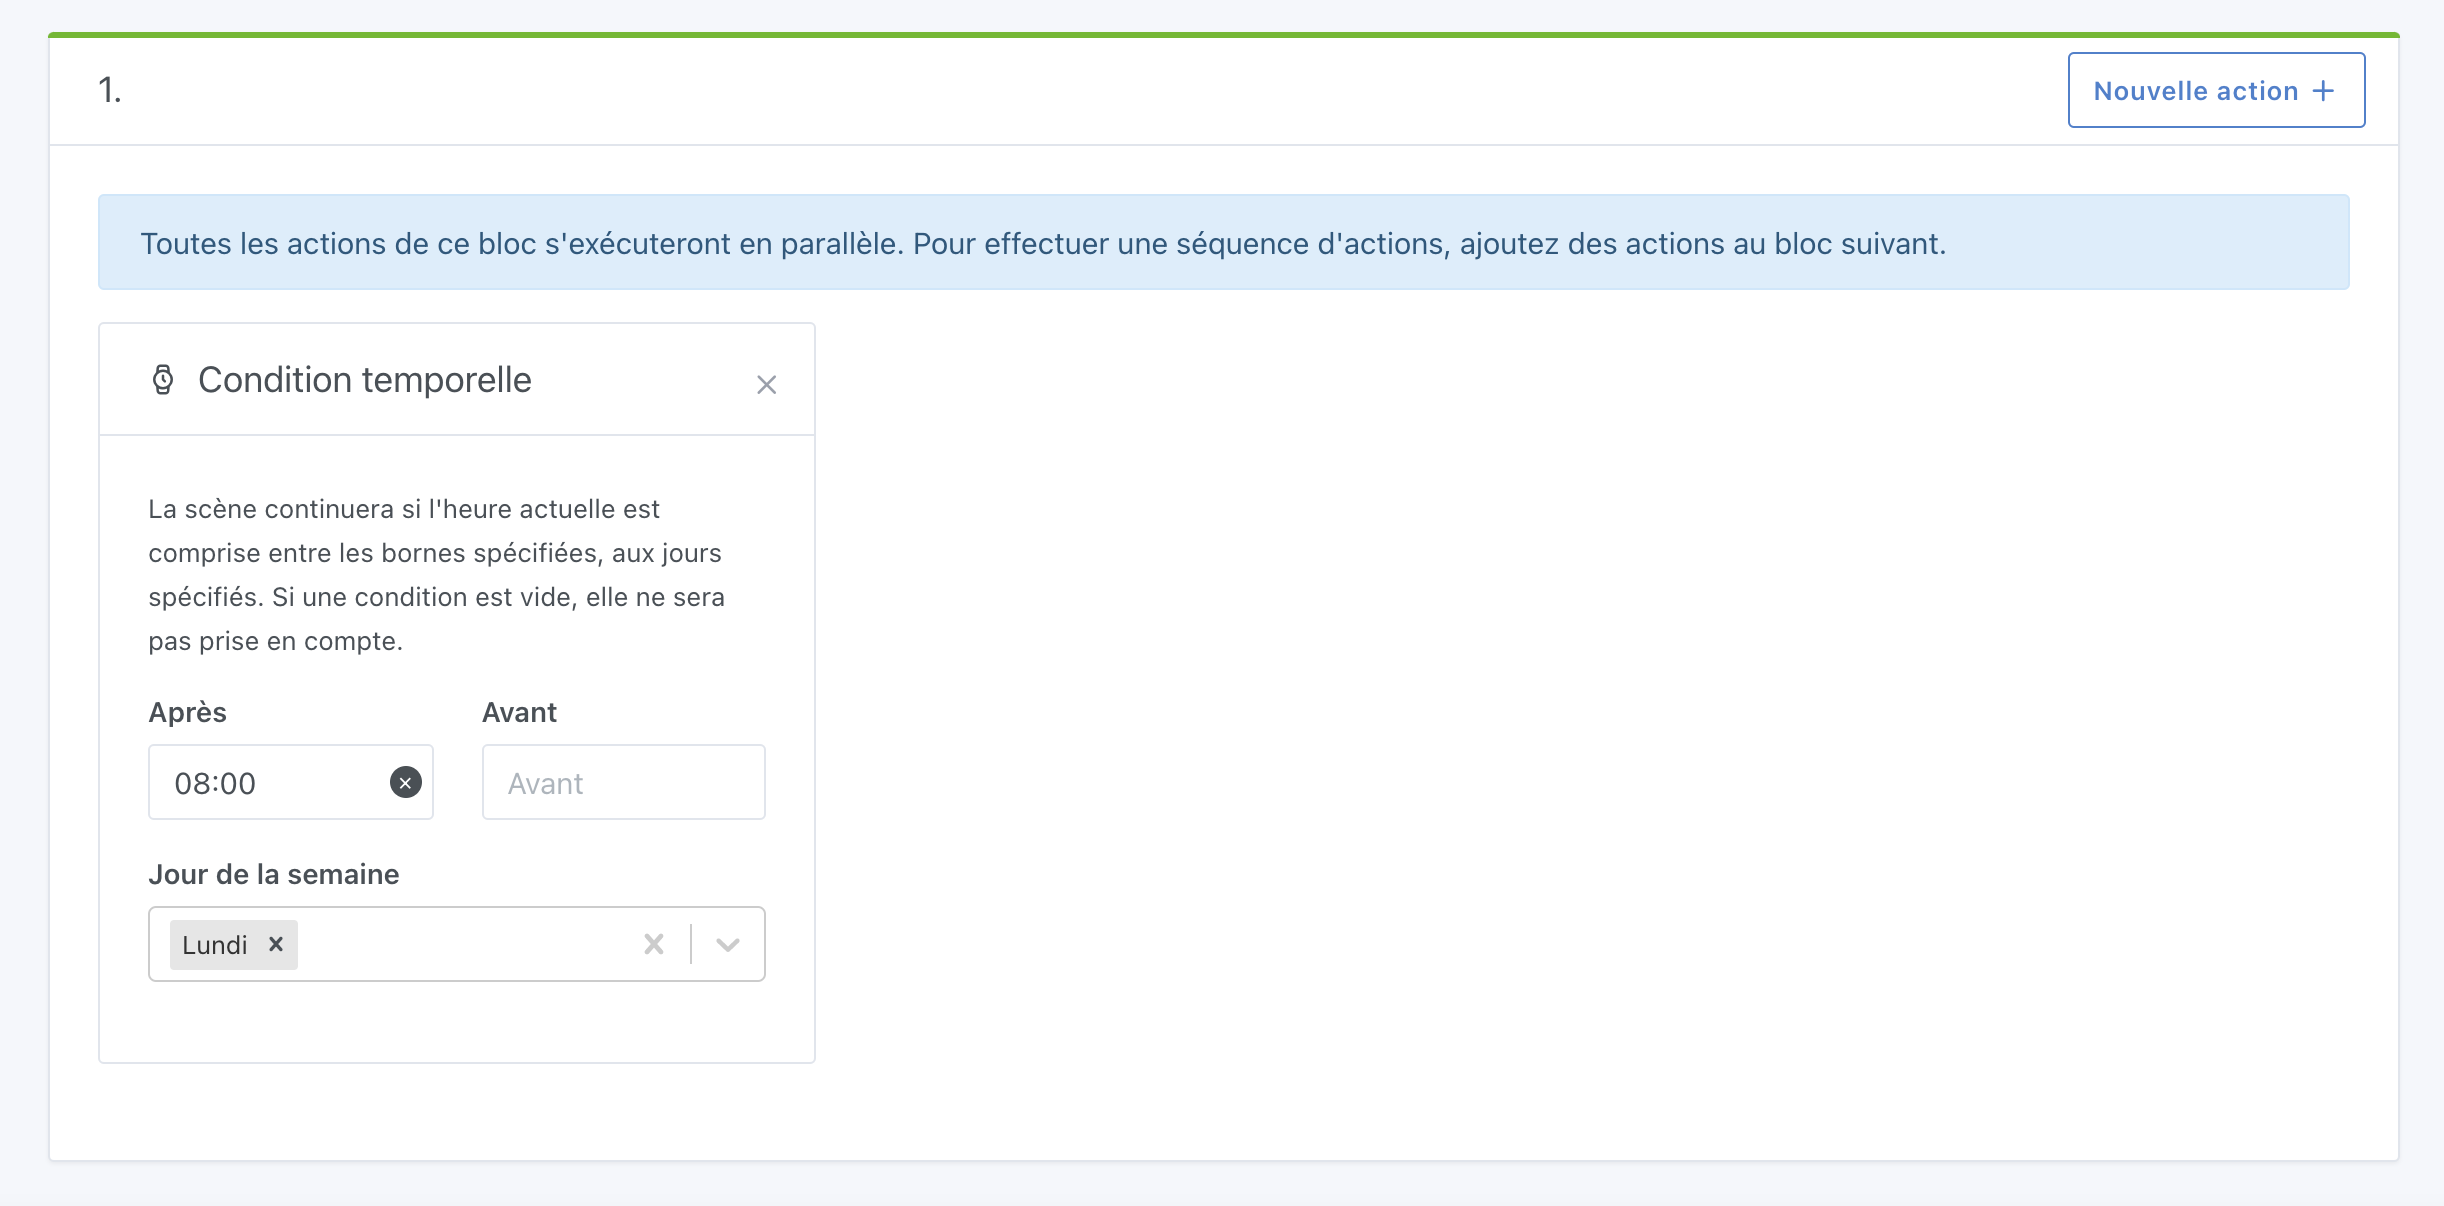 1.
Nouvelle action +
Toutes les actions de ce bloc s'exécuteront en parallèle. Pour effectuer une séquence d'actions, ajoutez des actions au bloc suivant.
Condition temporelle
La scène continuera si l'heure actuelle est
comprise entre les bornes spécifiées, aux jours
spécifiés. Si une condition est vide, elle ne sera
pas prise en compte.
Après
Avant
08:00
Avant
Jour de la semaine
Lundi